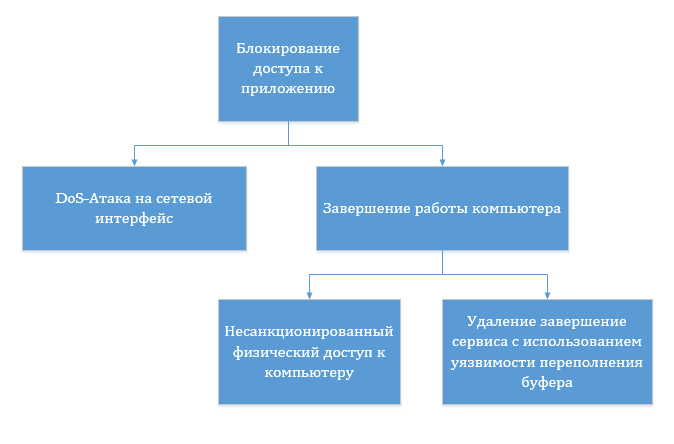 Блокирование
доступа к
приложению
DoS-Атака на сетевой
интерфейс
Завершение работы компьютера
Несанкционированный
физический доступ к
компьютеру
Удаление завершение
сервиса с использованием
уязвимости переполнения
буфера